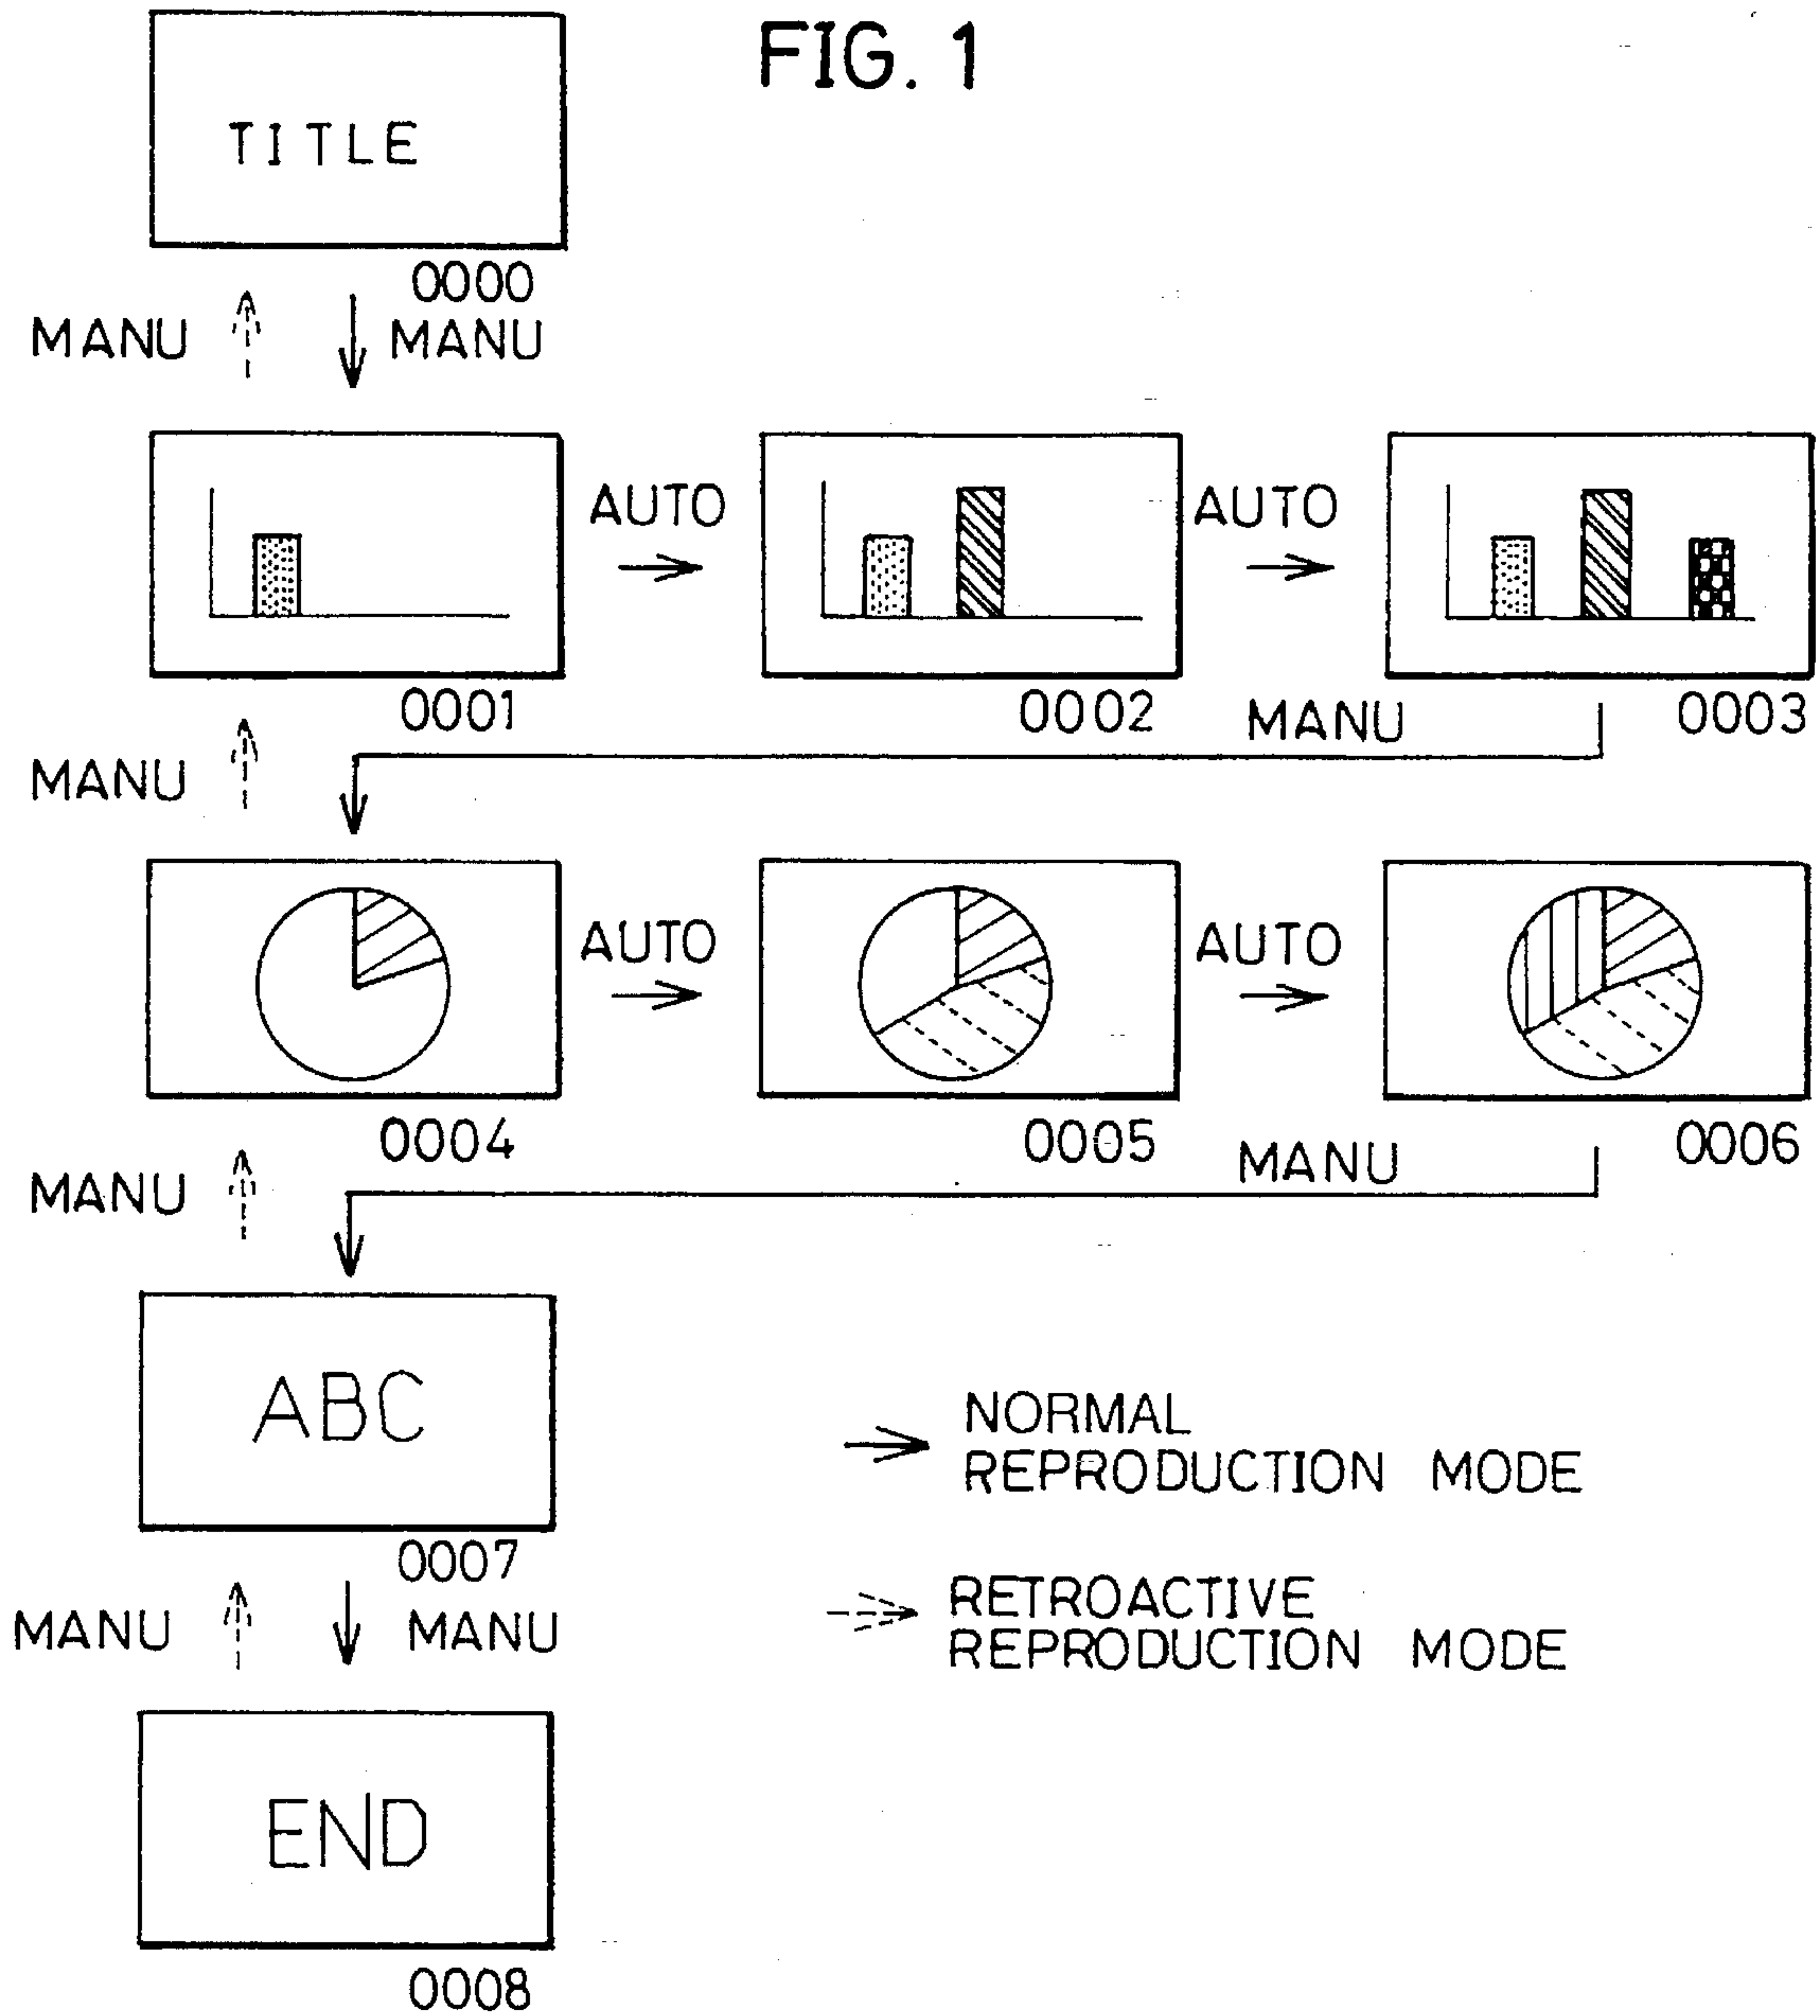 FIG. 1
TITLE
0000
MANU
MANU
AUTO
AUTO
0001
0002
MANU
0003
MANU
AUTO
AUTO
0004
0005
MANU
0006
MANU
ABC
NORMAL
REPRODUCTION MODE
0007
MANU
MANU
RETROACTIVE
REPRODUCTION MODE
END
0008